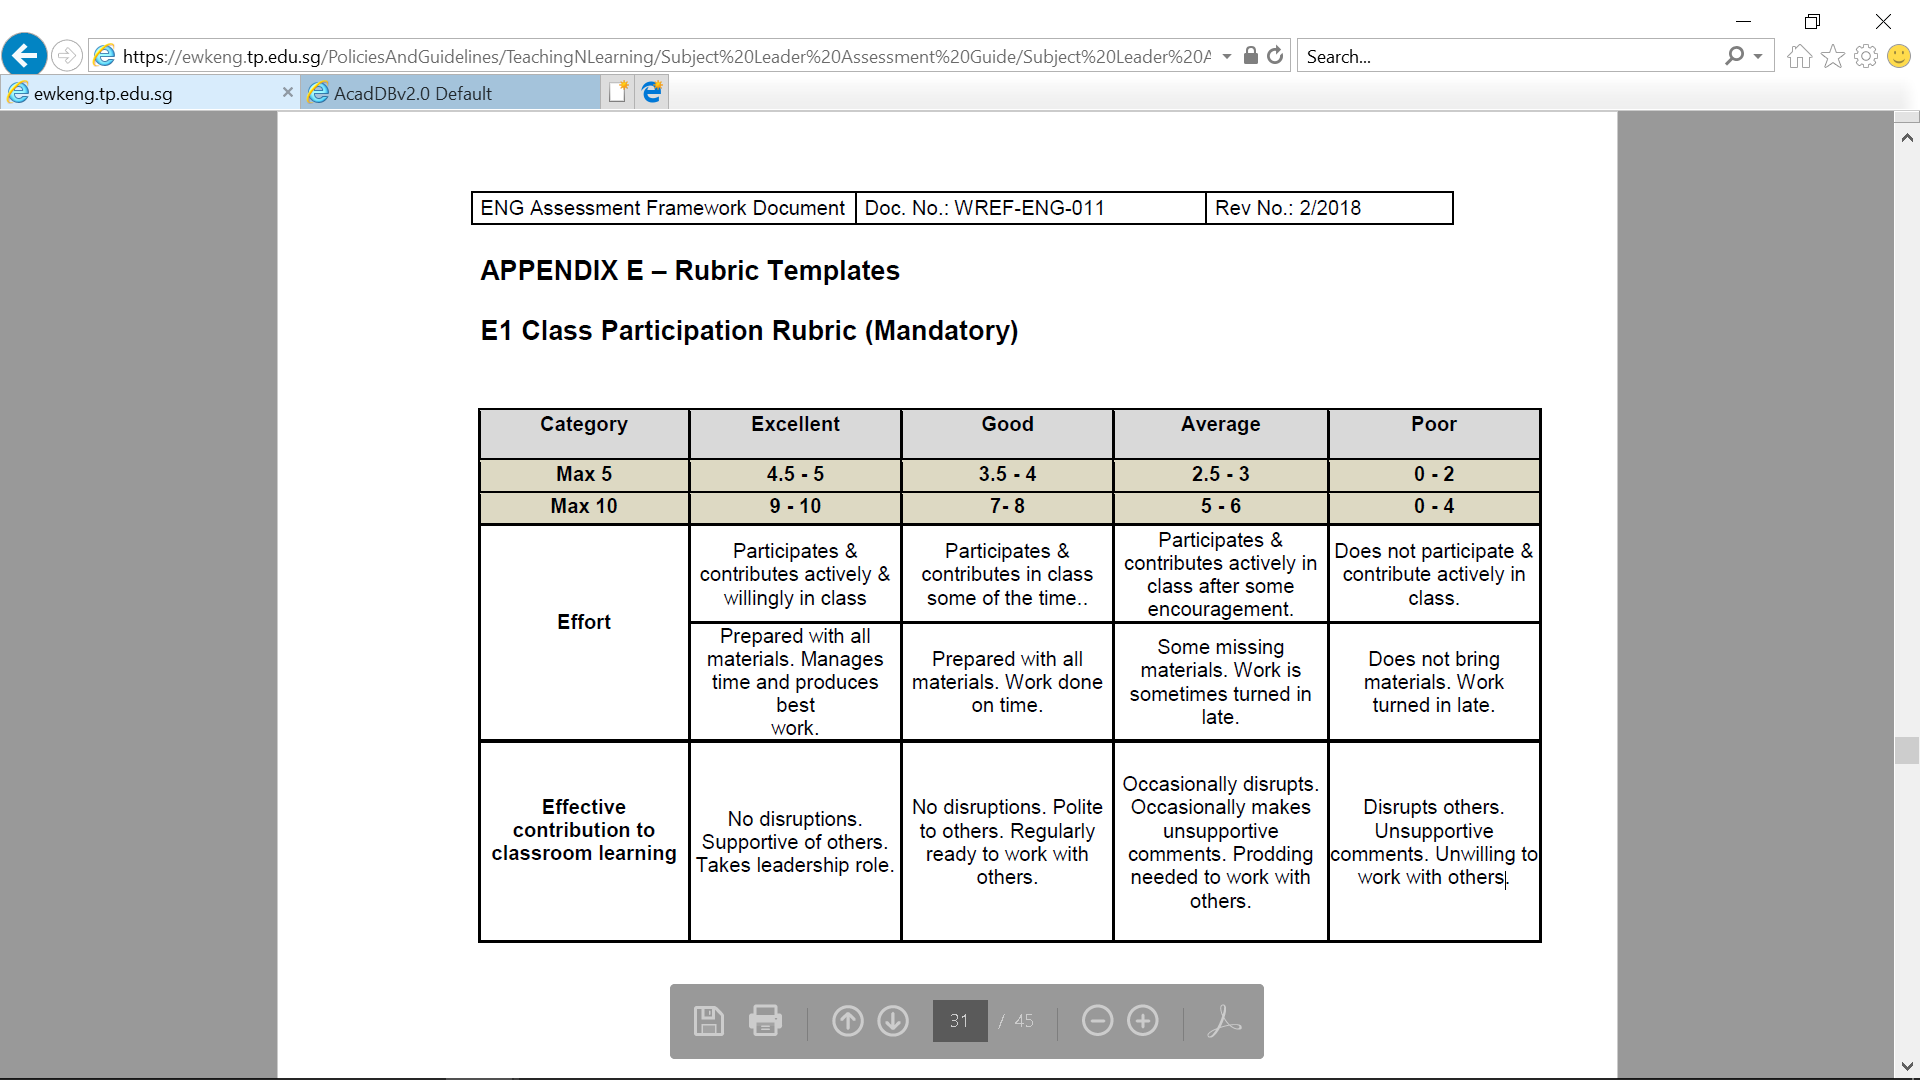 https://ewkeng.tp.edu.sg/PoliciesAndGuidelines/TeachingNLearning/Subject%20Leader%20Assessment%20Guide/Subject%20Leader%20A
Search...
ewkeng.tp.edu.sg
AcadDBv2.0 Default
ENG Assessment Framework Document Doc. No.: WREF-ENG-011 Rev No.: 2/2018
APPENDIX E – Rubric Templates
E1 Class Participation Rubric (Mandatory)
Category Excellent Good Average Poor
Max 5 4.5 - 5 3.5 - 4 2.5 - 3 0 - 2
Max 10 9 - 10 7- 8 5 - 6 0 - 4
Effort
Participates &
contributes actively &
willingly in class
Participates &
contributes in class
some of the time..
Participates &
contributes actively in
class after some
encouragement.
Does not participate &
contribute actively in
class.
Prepared with all
materials. Manages
time and produces
best
work.
Prepared with all
materials. Work done
on time.
Some missing
materials. Work is
sometimes turned in
late.
Does not bring
materials. Work
turned in late.
Effective
contribution to
classroom learning
No disruptions.
Supportive of others.
Takes leadership role.
No disruptions. Polite
to others. Regularly
ready to work with
others.
Occasionally disrupts.
Occasionally makes
unsupportive
comments. Prodding
needed to work with
others.
Disrupts others.
Unsupportive
comments. Unwilling to
work with others.
31 / 45